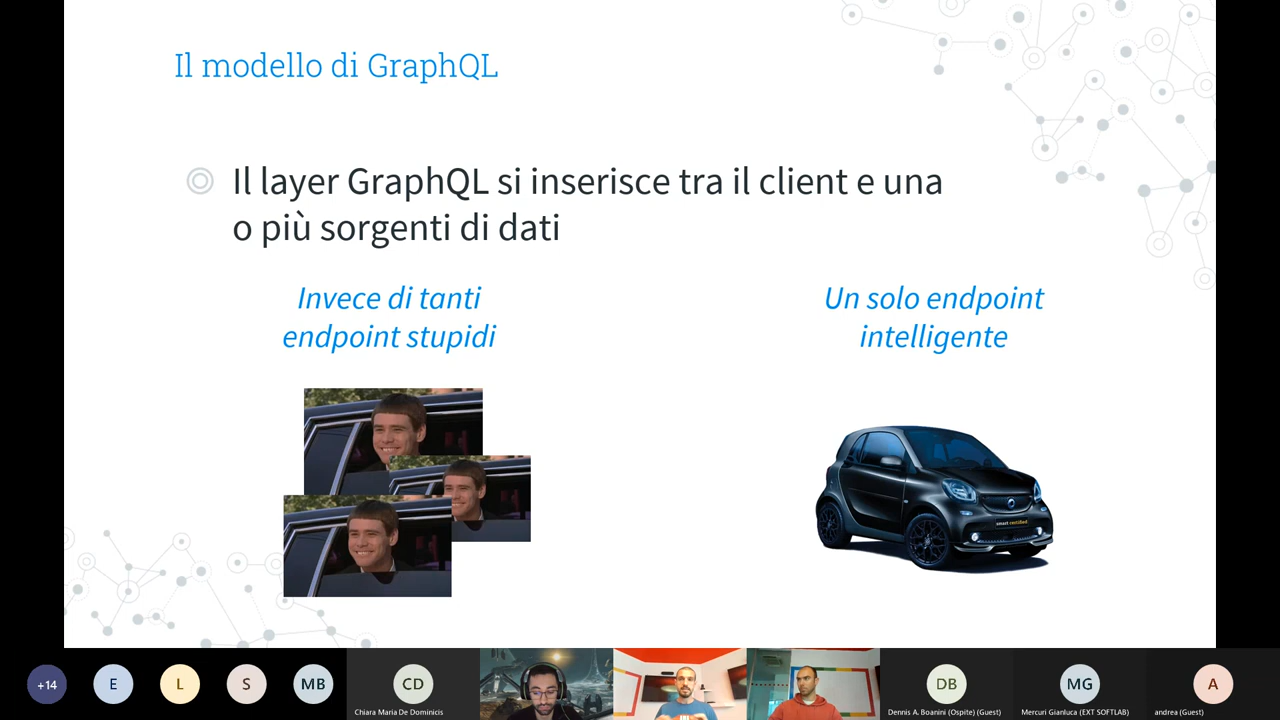 Il modello di GraphQL
Il layer GraphQL si inserisce tra il client e una
o più sorgenti di dati
Invece di tanti
endpoint stupidi
Un solo endpoint
intelligente
+14
E
L
S
MB
CD
Chiara Maria De Dominicis
DB
Dennis A. Boanini (Ospite) (Guest)
MG
Mercuri Gianluca (EXT SOFTLAB)
A
andrea (Guest)